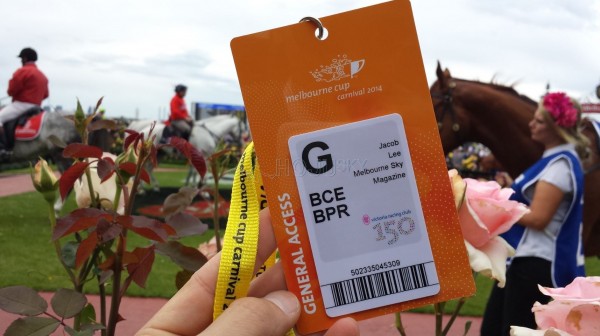 melbourne cup
carnival 2014
G
BCE
BPR
Jacob
Lee
Melbourne Sky
Magazine
victoria racing club
150
502335045309
GENERAL ACCESS
melbourne cup carnival